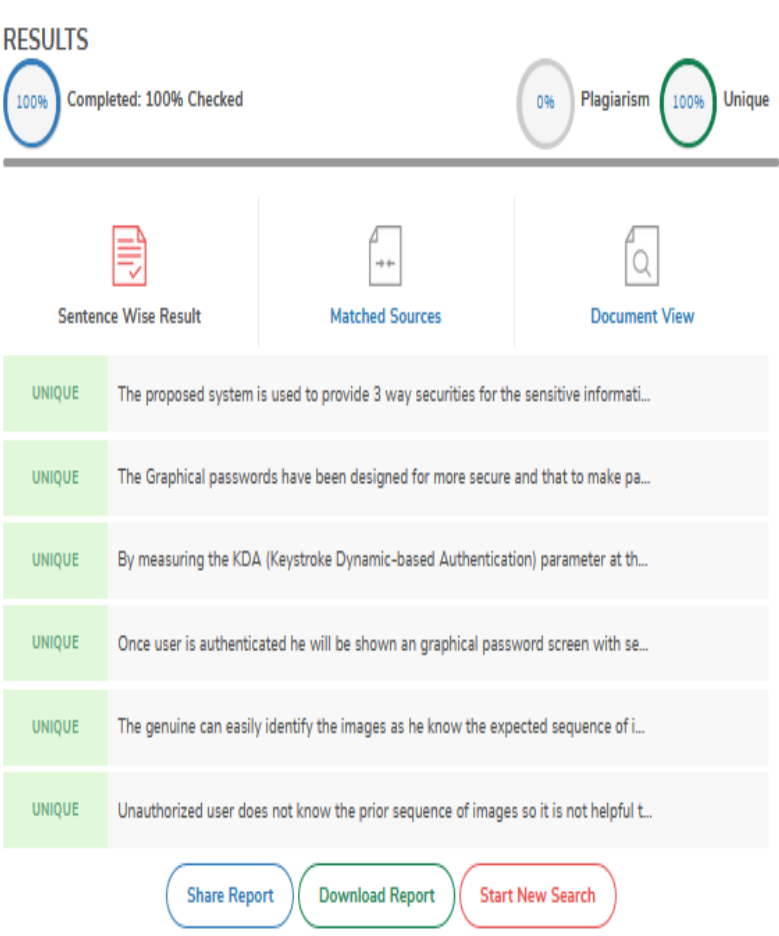 RESULTS
100% Completed: 100% Checked 0% Plagiarism 100% Unique
Sentence Wise Result Matched Sources Document View
UNIQUE The proposed system is used to provide 3 way securities for the sensitive informati...
UNIQUE The Graphical passwords have been designed for more secure and that to make pa...
UNIQUE By measuring the KDA (Keystroke Dynamic-based Authentication) parameter at th...
UNIQUE Once user is authenticated he will be shown an graphical password screen with se...
UNIQUE The genuine can easily identify the images as he know the expected sequence of i...
UNIQUE Unauthorized user does not know the prior sequence of images so it is not helpful t...
Share Report Download Report Start New Search